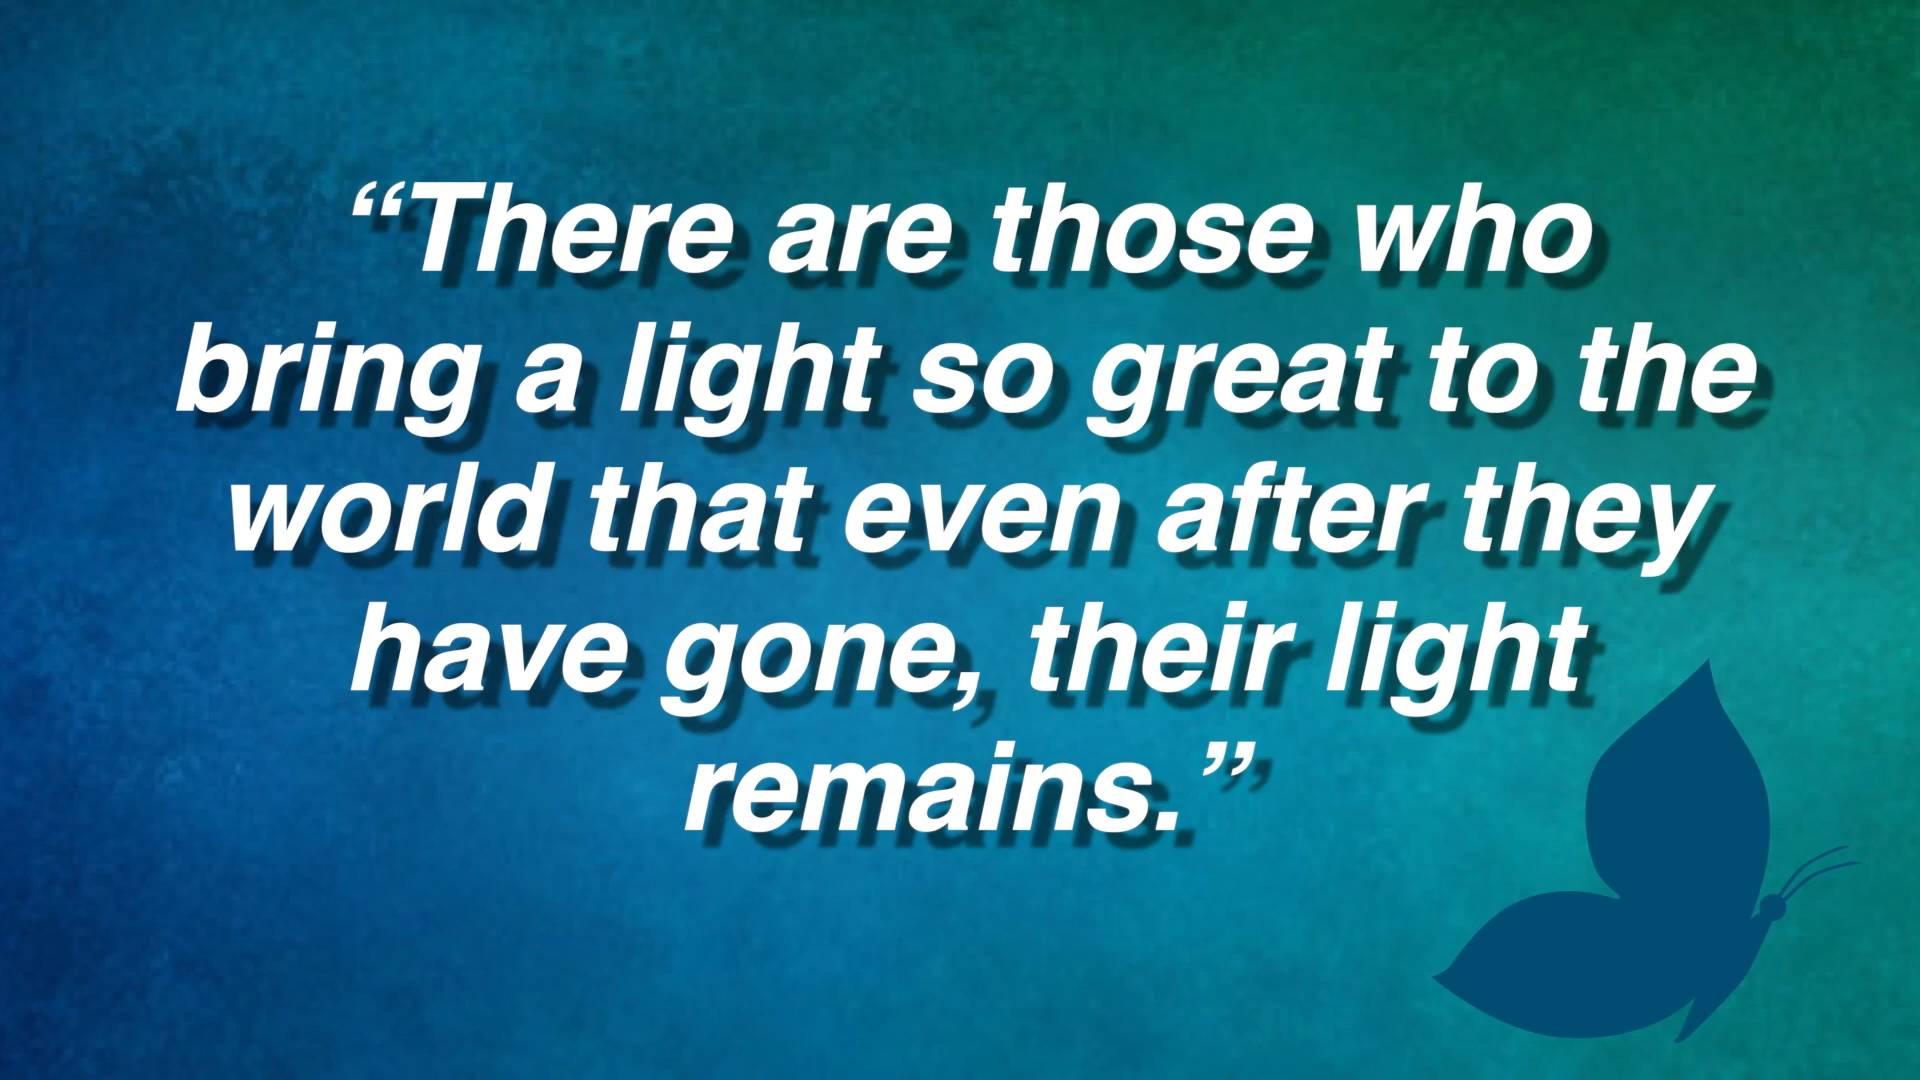 “There are those who
bring a light so great to the
world that even after they
have gone, their light
remains.”